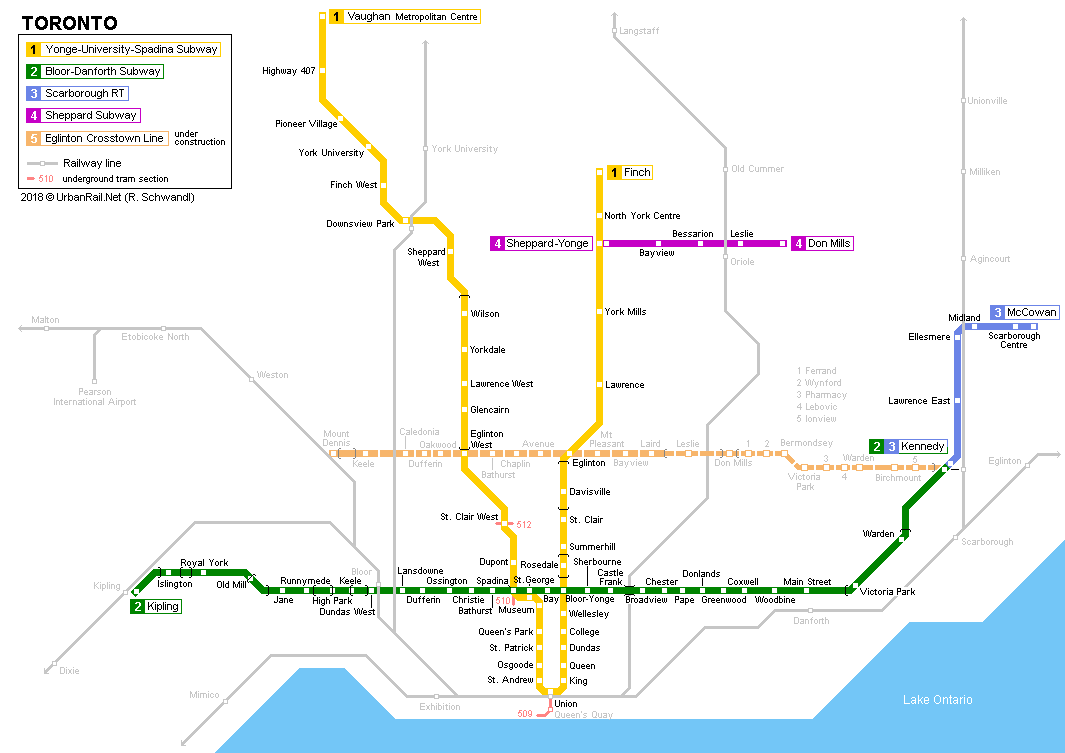 TORONTO
1 Yonge-University-Spadina Subway
2 Bloor-Danforth Subway
3 Scarborough RT
4 Sheppard Subway
5 Eglinton Crosstown Line
under
construction
Railway line
510 underground tram section
2018 © UrbanRail.Net (R. Schwandl)
1 Vaughan Metropolitan Centre
Highway 407
Pioneer Village
York University
Finch West
Downsview Park
Sheppard
West
Wilson
Yorkdale
Lawrence West
Glencairn
Eglinton
West
St. Clair West
512
Dupont
Spadina
St.George
510
Museum
Queen's Park
St. Patrick
Osgoode
St. Andrew
Union
509
Queen's Quay
King
Queen
Dundas
College
Wellesley
Bloor-Yonge
Rosedale
Summerhill
St. Clair
Davisville
Eglinton
Lawrence
York Mills
4 Sheppard-Yonge
North York Centre
1 Finch
Bayview
Bessarion
Leslie
4 Don Mills
York University
Langstaff
Old Cummer
Oriole
Unionville
Milliken
Agincourt
3 McCowan
Midland
Scarborough
Centre
Ellesmere
Lawrence East
2 3 Kennedy
1 Ferrand
2 Wynford
3 Pharmacy
4 Lebovic
5 Ionview
Malton
Etobicoke North
Pearson
International Airport
Weston
Mount
Dennis
Keele
Caledonia
Dufferin
Oakwood
Bathurst
Chaplin
Avenue
Mt
Pleasant
Bayview
Laird
Leslie
Don Mills
1
2
Bermondsey
Victoria
Park
3
Warden
4
Birchmount
5
Eglinton
Scarborough
Danforth
Warden
Victoria Park
Main Street
Woodbine
Coxwell
Greenwood
Donlands
Pape
Chester
Broadview
Castle
Frank
Sherbourne
Bay
Bathurst
Christie
Ossington
Dufferin
Lansdowne
Bloor
Dundas West
Keele
High Park
Runnymede
Jane
Old Mill
Royal York
Islington
Kipling
2 Kipling
Dixie
Mimico
Exhibition
Lake Ontario